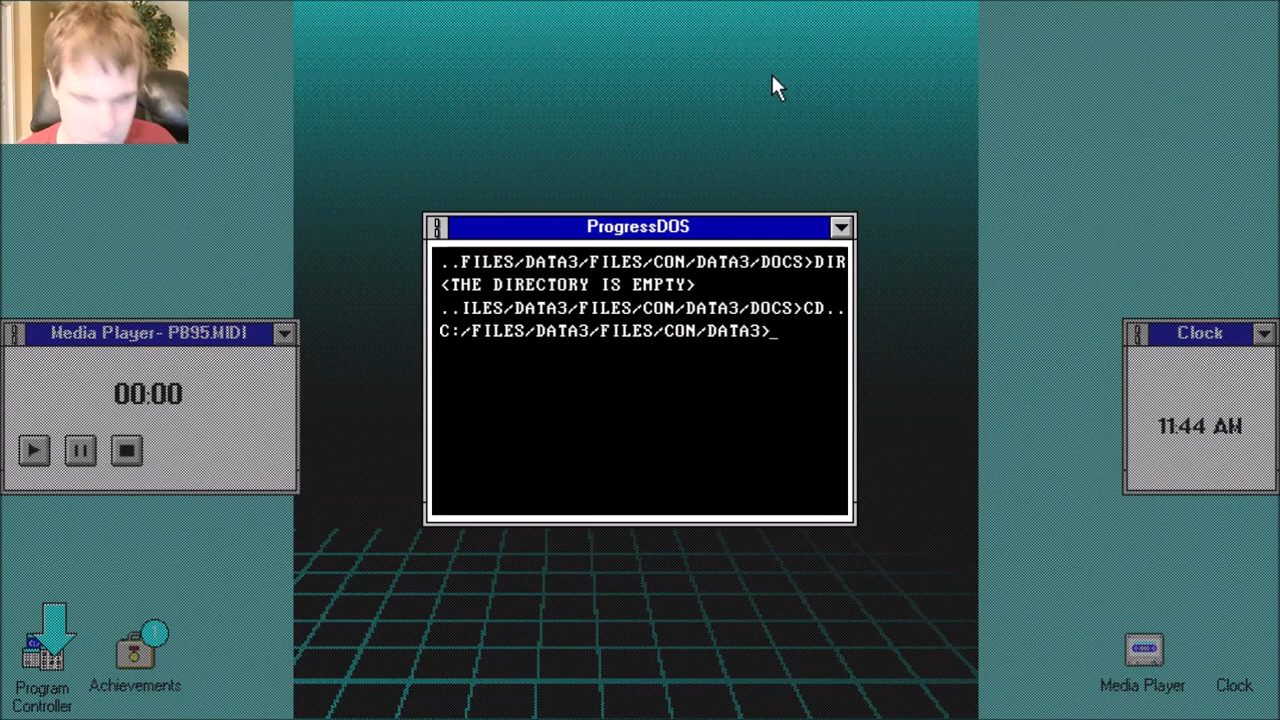 ProgressDOS
..FILES/DATA3/FILES/CON/DATA3/DOCS>DIR
<THE DIRECTORY IS EMPTY>
..ILES/DATA3/FILES/CON/DATA3/DOCS>CD..
C:/FILES/DATA3/FILES/CON/DATA3>_
Media Player- PB95.MIDI
00:00
Clock
11:44 AM
Program
Controller
Achievements
Media Player
Clock